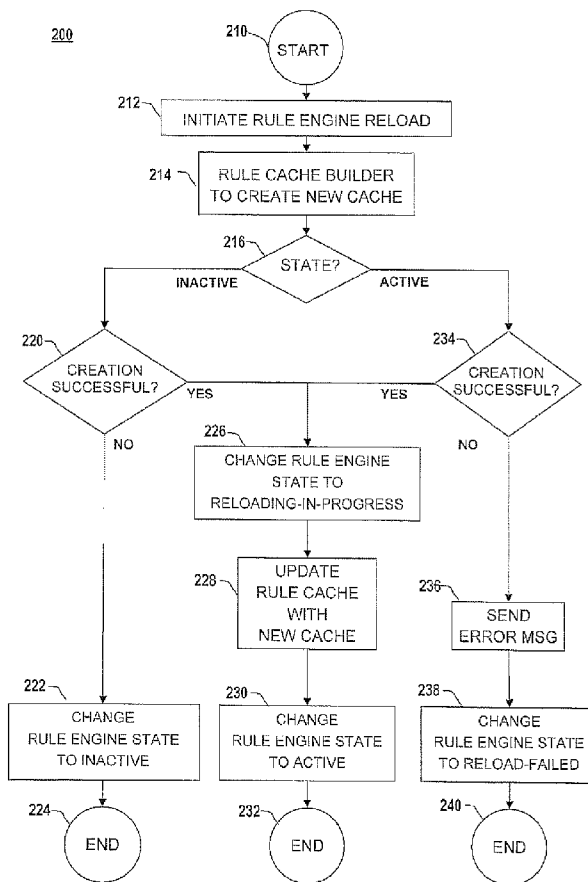 200
210
START
212
INITIATE RULE ENGINE RELOAD
214
RULE CACHE BUILDER
TO CREATE NEW CACHE
216
STATE?
INACTIVE
ACTIVE
220
CREATION
SUCCESSFUL?
YES
NO
234
CREATION
SUCCESSFUL?
YES
NO
226
CHANGE RULE ENGINE
STATE TO
RELOADING-IN-PROGRESS
228
UPDATE
RULE CACHE
WITH
NEW CACHE
236
SEND
ERROR MSG
222
CHANGE
RULE ENGINE STATE
TO INACTIVE
230
CHANGE
RULE ENGINE STATE
TO ACTIVE
238
CHANGE
RULE ENGINE STATE
TO RELOAD-FAILED
224
END
232
END
240
END